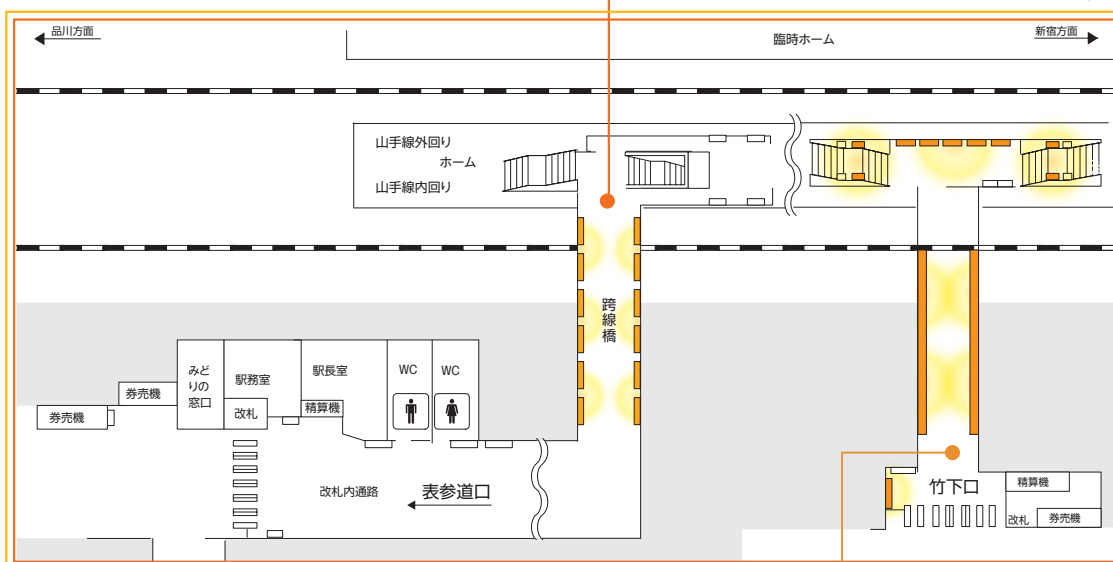 品川方面
臨時ホーム
新宿方面
山手線外回り
ホーム
山手線内回り
跨線橋
みどりの窓口
駅務室
駅長室
WC
WC
券売機
券売機
改札
精算機
改札内通路
表参道口
竹下口
精算機
改札
券売機